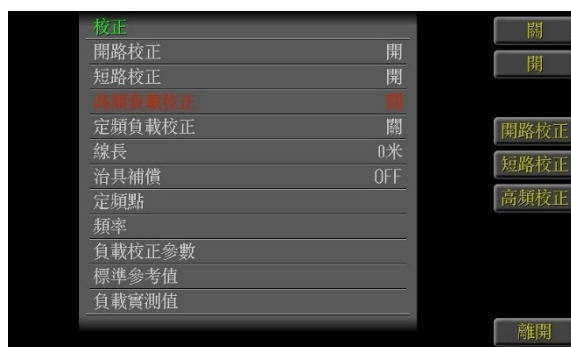 校正
開路校正 開
短路校正 開
高頻負載校正 關
定頻負載校正 關
線長 0米
治具補償 OFF
定頻點
頻率
負載校正參數
標準參考值
負載實測值
關
開
開路校正
短路校正
高頻校正
離開